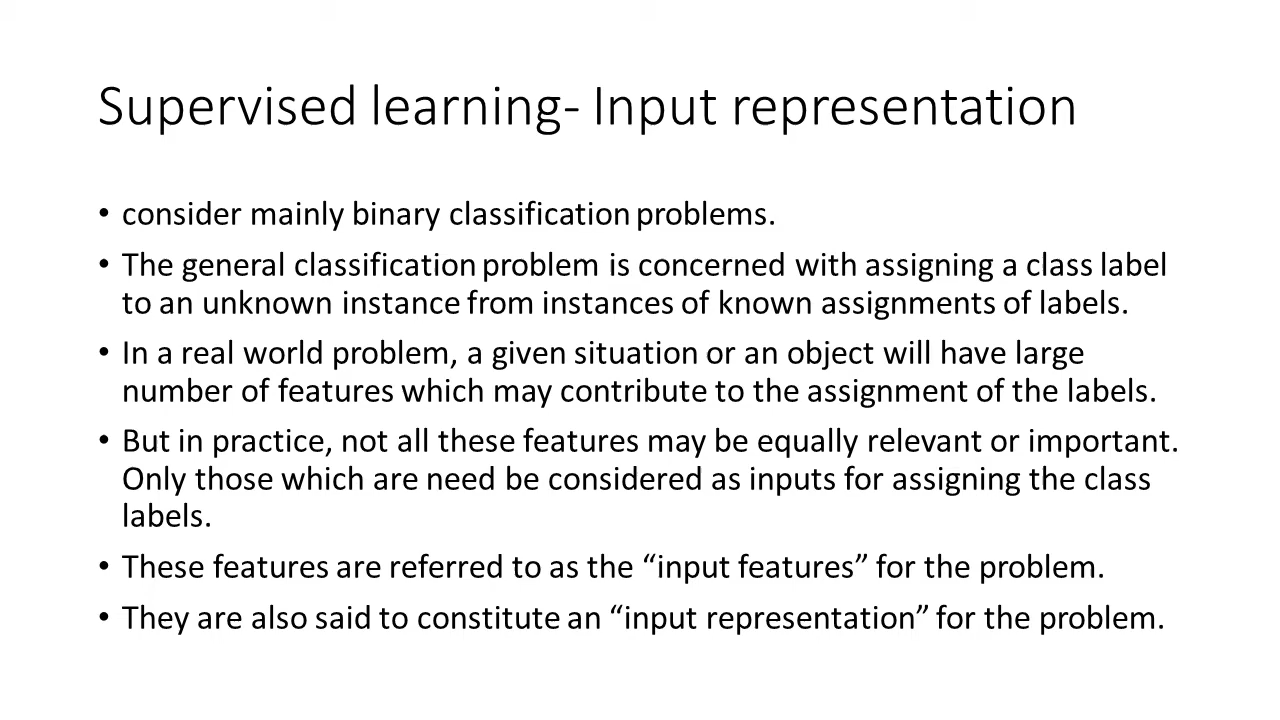 Supervised learning- Input representation
• consider mainly binary classification problems.
• The general classification problem is concerned with assigning a class label
to an unknown instance from instances of known assignments of labels.
• In a real world problem, a given situation or an object will have large
number of features which may contribute to the assignment of the labels.
• But in practice, not all these features may be equally relevant or important.
Only those which are need be considered as inputs for assigning the class
labels.
• These features are referred to as the “input features” for the problem.
• They are also said to constitute an “input representation” for the problem.